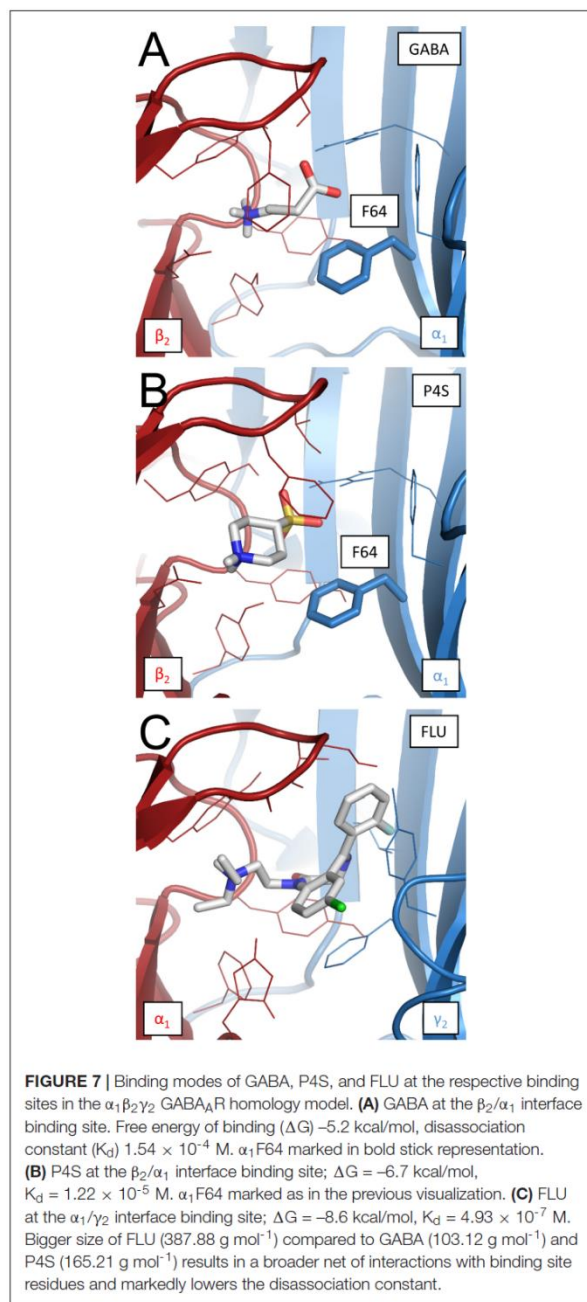 A
GABA
F64
β2
α1
B
P4S
F64
β2
α1
C
FLU
α1
γ2
FIGURE 7 | Binding modes of GABA, P4S, and FLU at the respective binding
sites in the α1β2γ2 GABAAR homology model. (A) GABA at the β2/α1 interface
binding site. Free energy of binding (ΔG) –5.2 kcal/mol, disassociation
constant (Kd) 1.54 × 10⁻⁴ M. α1F64 marked in bold stick representation.
(B) P4S at the β2/α1 interface binding site; ΔG = –6.7 kcal/mol,
Kd = 1.22 × 10⁻⁵ M. α1F64 marked as in the previous visualization. (C) FLU
at the α1/γ2 interface binding site; ΔG = –8.6 kcal/mol, Kd = 4.93 × 10⁻⁷ M.
Bigger size of FLU (387.88 g mol⁻¹) compared to GABA (103.12 g mol⁻¹) and
P4S (165.21 g mol⁻¹) results in a broader net of interactions with binding site
residues and markedly lowers the disassociation constant.